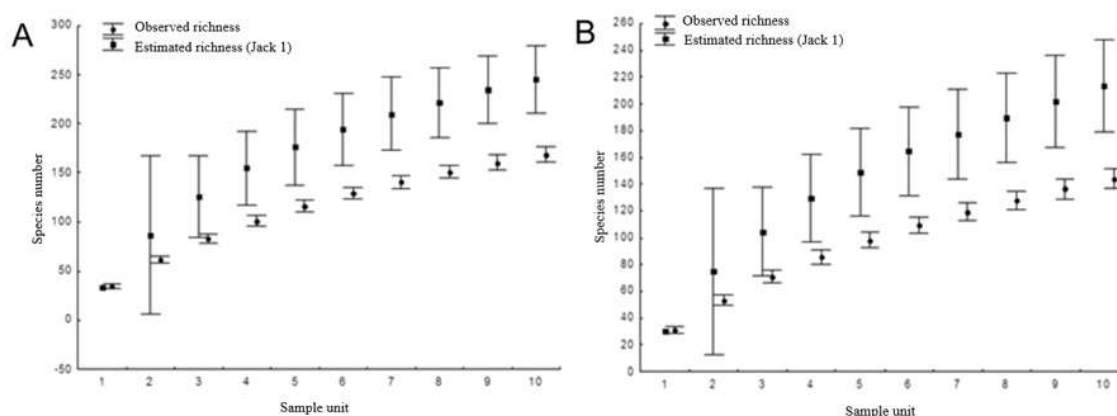 A
Observed richness
Estimated richness (Jack 1)
Species number
300
250
200
150
100
50
0
-50
1 2 3 4 5 6 7 8 9 10
Sample unit
B
Observed richness
Estimated richness (Jack 1)
Species number
260
240
220
200
180
160
140
120
100
80
60
40
20
0
1 2 3 4 5 6 7 8 9 10
Sample unit